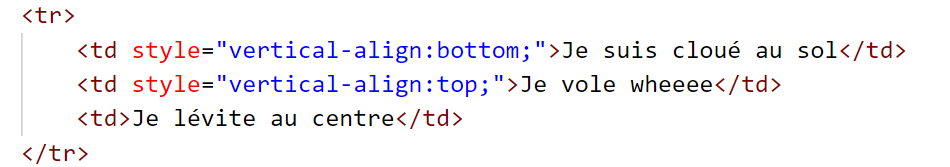 <tr>
<td style="vertical-align:bottom;">Je suis cloué au sol</td>
<td style="vertical-align:top;">Je vole wheeee</td>
<td>Je lévite au centre</td>
</tr>